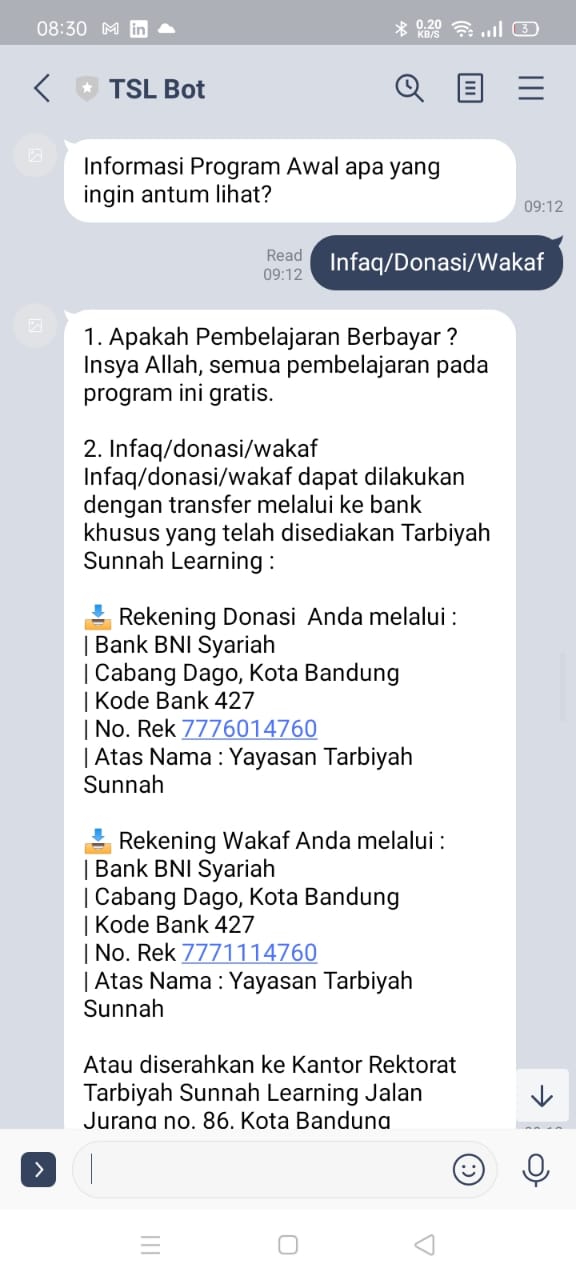 08:30
0.20
KB/S
3
TSL Bot
Informasi Program Awal apa yang
ingin antum lihat?
09:12
Read
09:12
Infaq/Donasi/Wakaf
1. Apakah Pembelajaran Berbayar ?
Insya Allah, semua pembelajaran pada
program ini gratis.
2. Infaq/donasi/wakaf
Infaq/donasi/wakaf dapat dilakukan
dengan transfer melalui ke bank
khusus yang telah disediakan Tarbiyah
Sunnah Learning :
📥 Rekening Donasi  Anda melalui :
| Bank BNI Syariah
| Cabang Dago, Kota Bandung
| Kode Bank 427
| No. Rek 7776014760
| Atas Nama : Yayasan Tarbiyah
Sunnah
📥 Rekening Wakaf Anda melalui :
| Bank BNI Syariah
| Cabang Dago, Kota Bandung
| Kode Bank 427
| No. Rek 7771114760
| Atas Nama : Yayasan Tarbiyah
Sunnah
Atau diserahkan ke Kantor Rektorat
Tarbiyah Sunnah Learning Jalan
Jurang no. 86, Kota Bandung